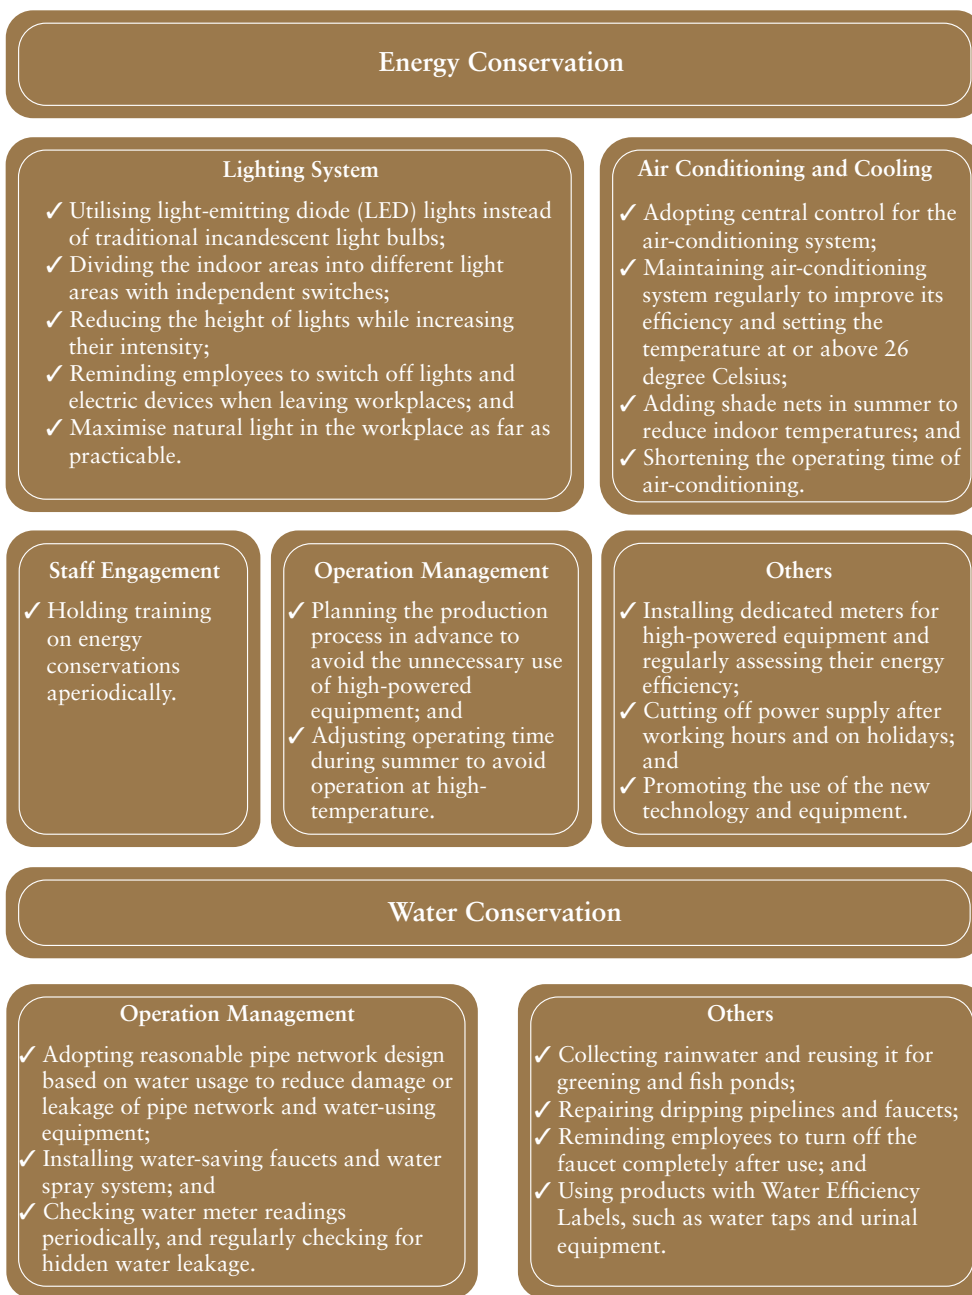 Energy Conservation
Lighting System
✓ Utilising light-emitting diode (LED) lights instead
of traditional incandescent light bulbs;
✓ Dividing the indoor areas into different light
areas with independent switches;
✓ Reducing the height of lights while increasing
their intensity;
✓ Reminding employees to switch off lights and
electric devices when leaving workplaces; and
✓ Maximise natural light in the workplace as far as
practicable.
Air Conditioning and Cooling
✓ Adopting central control for the
air-conditioning system;
✓ Maintaining air-conditioning
system regularly to improve its
efficiency and setting the
temperature at or above 26
degree Celsius;
✓ Adding shade nets in summer to
reduce indoor temperatures; and
✓ Shortening the operating time of
air-conditioning.
Staff Engagement
✓ Holding training
on energy
conservations
aperiodically.
Operation Management
✓ Planning the production
process in advance to
avoid the unnecessary use
of high-powered
equipment; and
✓ Adjusting operating time
during summer to avoid
operation at high-
temperature.
Others
✓ Installing dedicated meters for
high-powered equipment and
regularly assessing their energy
efficiency;
✓ Cutting off power supply after
working hours and on holidays;
and
✓ Promoting the use of the new
technology and equipment.
Water Conservation
Operation Management
✓ Adopting reasonable pipe network design
based on water usage to reduce damage or
leakage of pipe network and water-using
equipment;
✓ Installing water-saving faucets and water
spray system; and
✓ Checking water meter readings
periodically, and regularly checking for
hidden water leakage.
Others
✓ Collecting rainwater and reusing it for
greening and fish ponds;
✓ Repairing dripping pipelines and faucets;
✓ Reminding employees to turn off the
faucet completely after use; and
✓ Using products with Water Efficiency
Labels, such as water taps and urinal
equipment.